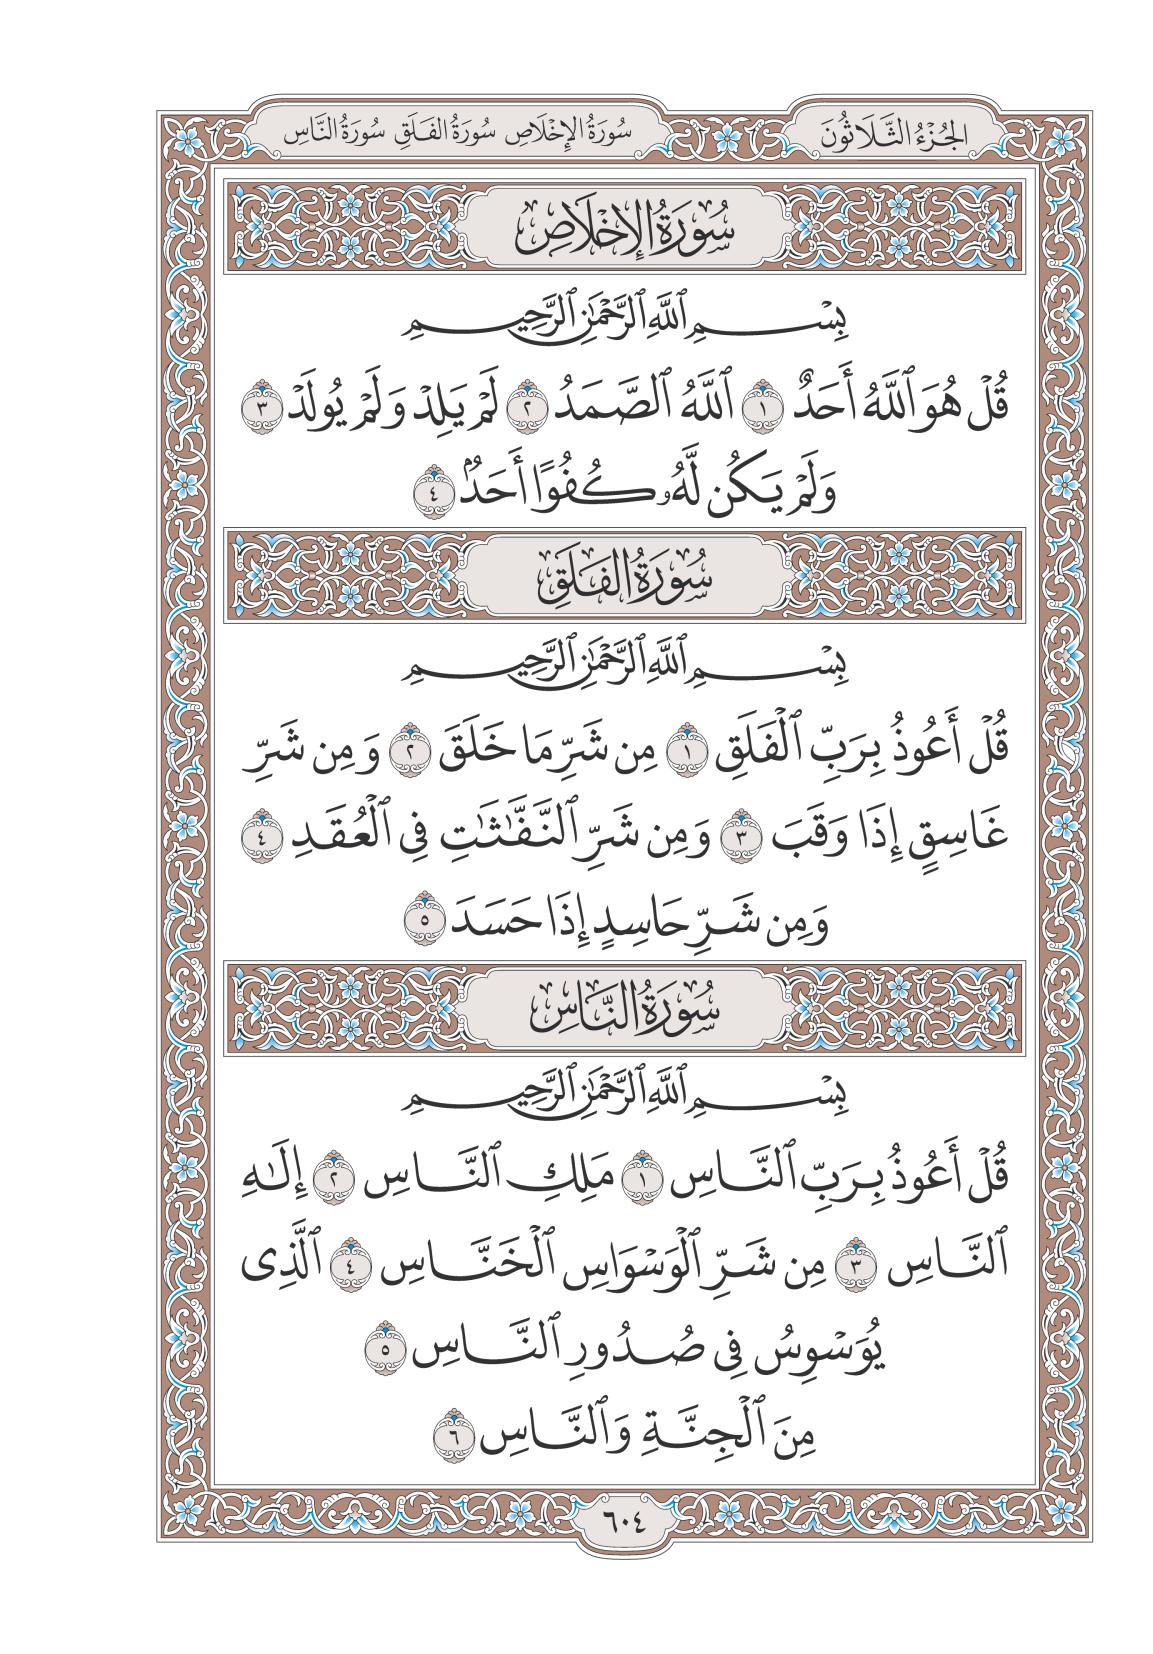 الجُزْءُ الثَّلَاثُونَ
سُورَةُ الإِخْلَاصِ سُورَةُ الفَلَقِ سُورَةُ النَّاسِ
سُورَةُ الإِخْلَاصِ
بِسْمِ ٱللَّهِ ٱلرَّحْمَٰنِ ٱلرَّحِيمِ
قُلْ هُوَ ٱللَّهُ أَحَدٌ ١ ٱللَّهُ ٱلصَّمَدُ ٢ لَمْ يَلِدْ وَلَمْ يُولَدْ ٣
وَلَمْ يَكُن لَّهُۥ كُفُوًا أَحَدٌۢ ٤
سُورَةُ الفَلَقِ
بِسْمِ ٱللَّهِ ٱلرَّحْمَٰنِ ٱلرَّحِيمِ
قُلْ أَعُوذُ بِرَبِّ ٱلْفَلَقِ ١ مِن شَرِّ مَا خَلَقَ ٢ وَمِن شَرِّ
غَاسِقٍ إِذَا وَقَبَ ٣ وَمِن شَرِّ ٱلنَّفَّٰثَٰتِ فِى ٱلْعُقَدِ ٤
وَمِن شَرِّ حَاسِدٍ إِذَا حَسَدَ ٥
سُورَةُ النَّاسِ
بِسْمِ ٱللَّهِ ٱلرَّحْمَٰنِ ٱلرَّحِيمِ
قُلْ أَعُوذُ بِرَبِّ ٱلنَّاسِ ١ مَلِكِ ٱلنَّاسِ ٢ إِلَٰهِ
ٱلنَّاسِ ٣ مِن شَرِّ ٱلْوَسْوَاسِ ٱلْخَنَّاسِ ٤ ٱلَّذِى
يُوَسْوِسُ فِى صُدُورِ ٱلنَّاسِ ٥
مِنَ ٱلْجِنَّةِ وَٱلنَّاسِ ٦
٦٠٤